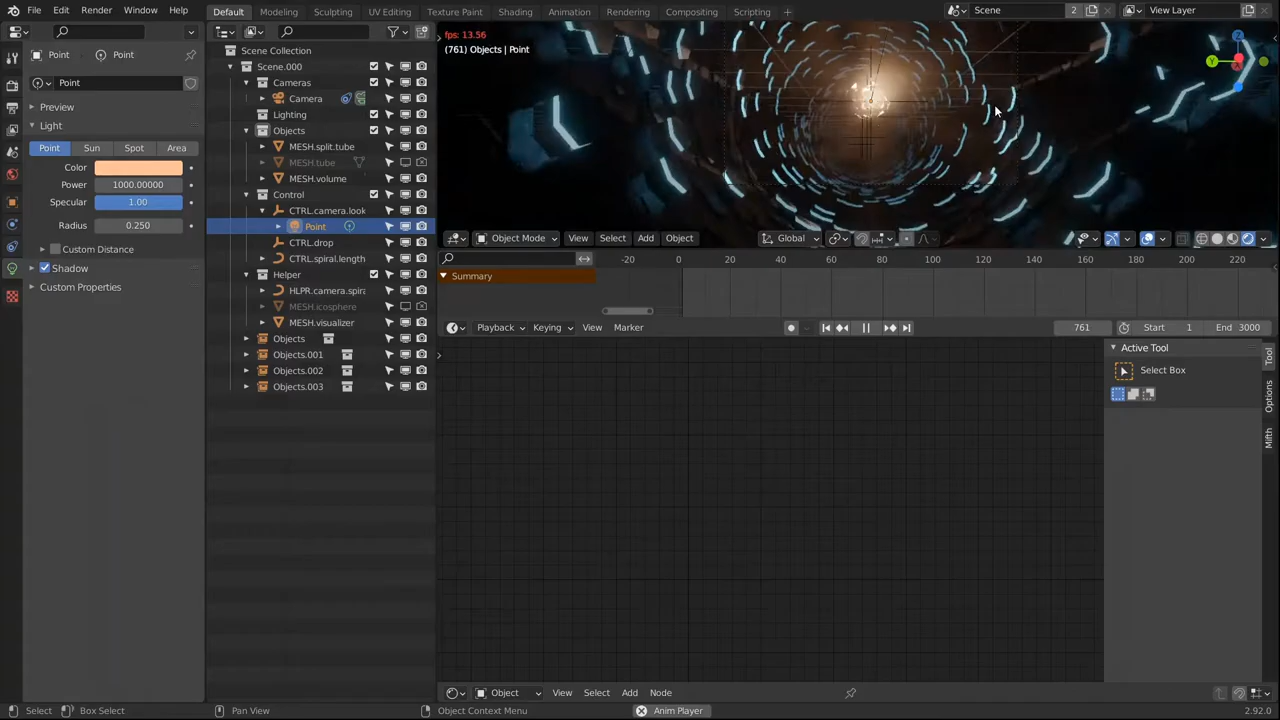 File Edit Render Window Help
Default Modeling Sculpting UV Editing Texture Paint Shading Animation Rendering Compositing Scripting
Scene 2 View Layer
Point Point
Point
Preview
Light
Point Sun Spot Area
Color
Power 1000.00000
Specular 1.00
Radius 0.250
Custom Distance
Shadow
Custom Properties
Scene Collection
Scene.000
Cameras
Camera
Lighting
Objects
MESH.split.tube
MESH.tube
MESH.volume
Control
CTRL.camera.look
Point
CTRL.drop
CTRL.spiral.length
Helper
HLPR.camera.spira
MESH.icosphere
MESH.visualizer
Objects
Objects.001
Objects.002
Objects.003
fps: 13.56
(761) Objects | Point
Z
Y
Object Mode View Select Add Object Global
-20 0 20 40 60 80 100 120 140 160 180 200 220
Summary
Playback Keying View Marker 761 Start 1 End 3000
Active Tool
Select Box
Tool
Options
Mifth
Object View Select Add Node
Select Box Select Pan View Object Context Menu Anim Player 2.92.0